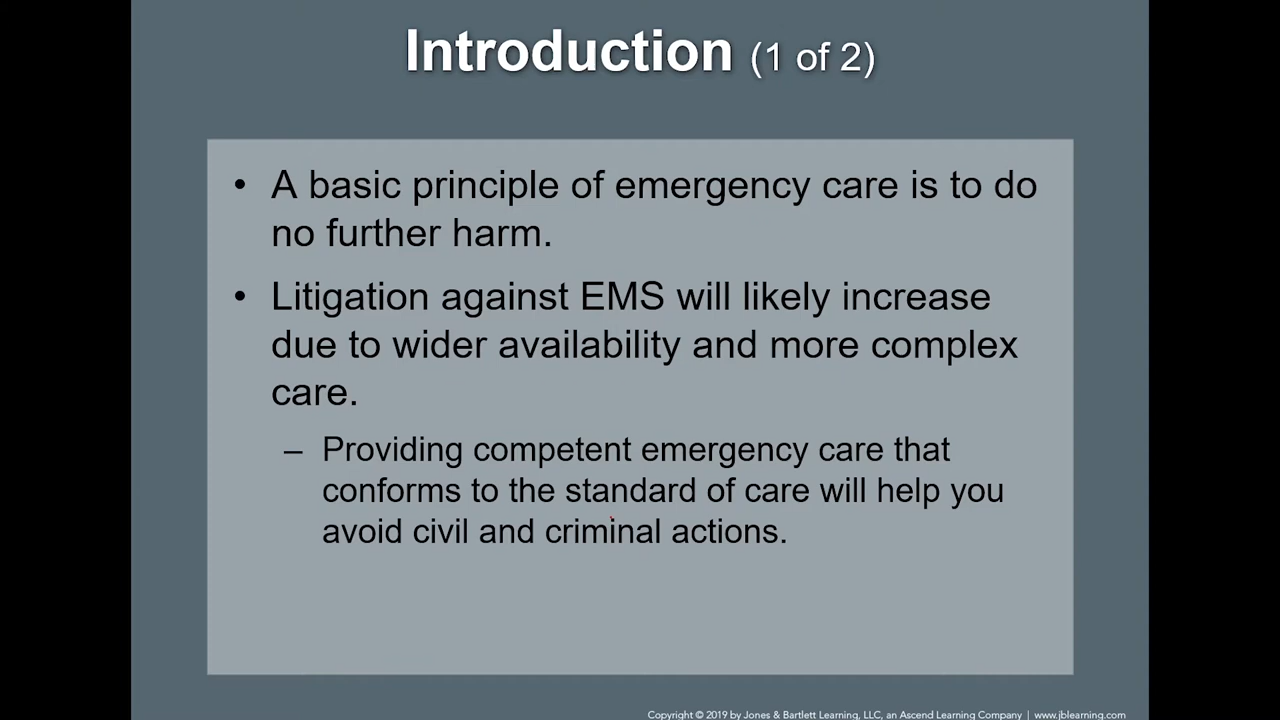 Introduction (1 of 2)
• A basic principle of emergency care is to do
no further harm.
• Litigation against EMS will likely increase
due to wider availability and more complex
care.
– Providing competent emergency care that
conforms to the standard of care will help you
avoid civil and criminal actions.
Copyright © 2019 by Jones & Bartlett Learning, LLC, an Ascend Learning Company | www.jblearning.com